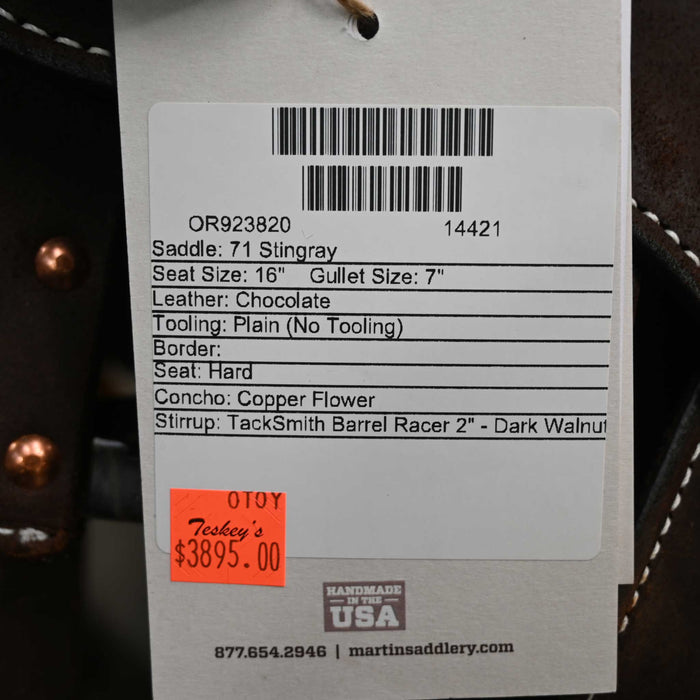 OR923820 14421
Saddle: 71 Stingray
Seat Size: 16" Gullet Size: 7"
Leather: Chocolate
Tooling: Plain (No Tooling)
Border:
Seat: Hard
Concho: Copper Flower
Stirrup: TackSmith Barrel Racer 2" - Dark Walnut
OTOY
Teskey's
$3895.00
HANDMADE
IN THE
USA
877.654.2946 | martinsaddlery.com